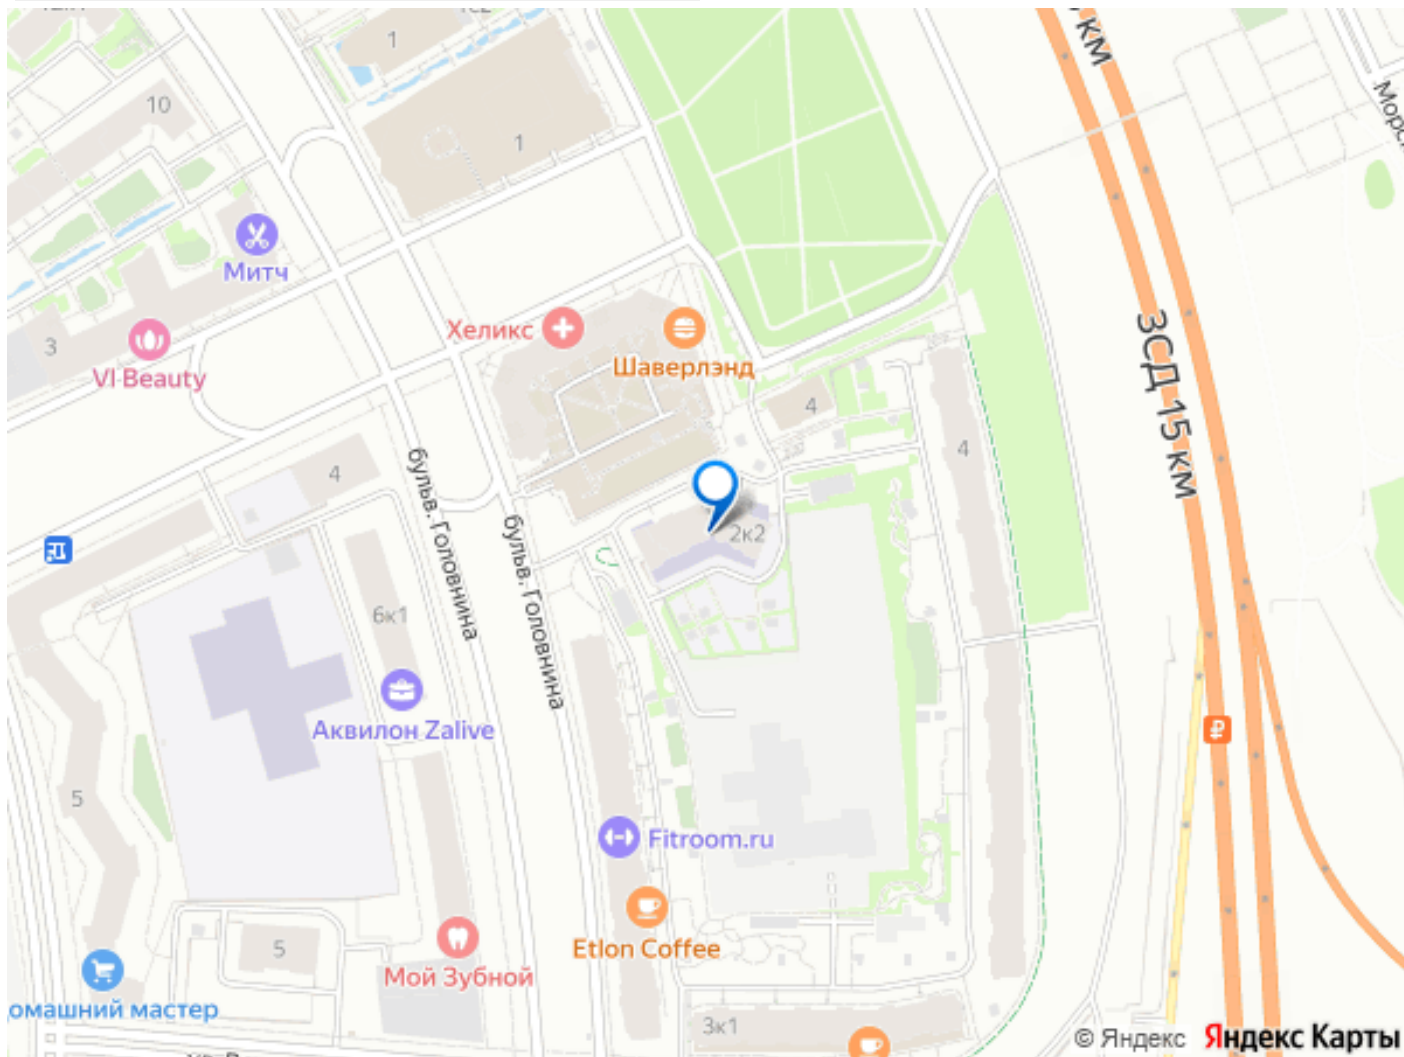 1
км
10
1
Морс
Митч
3
VI Beauty
Хеликс
Шаверлэнд
ЗСД 15 км
4
4
4
бульв. Головнина
бульв. Головнина
2к2
6к1
Аквилон Zalive
5
Fitroom.ru
Etlon Coffee
5
Мой Зубной
омашний мастер
3к1
© Яндекс Яндекс Карты